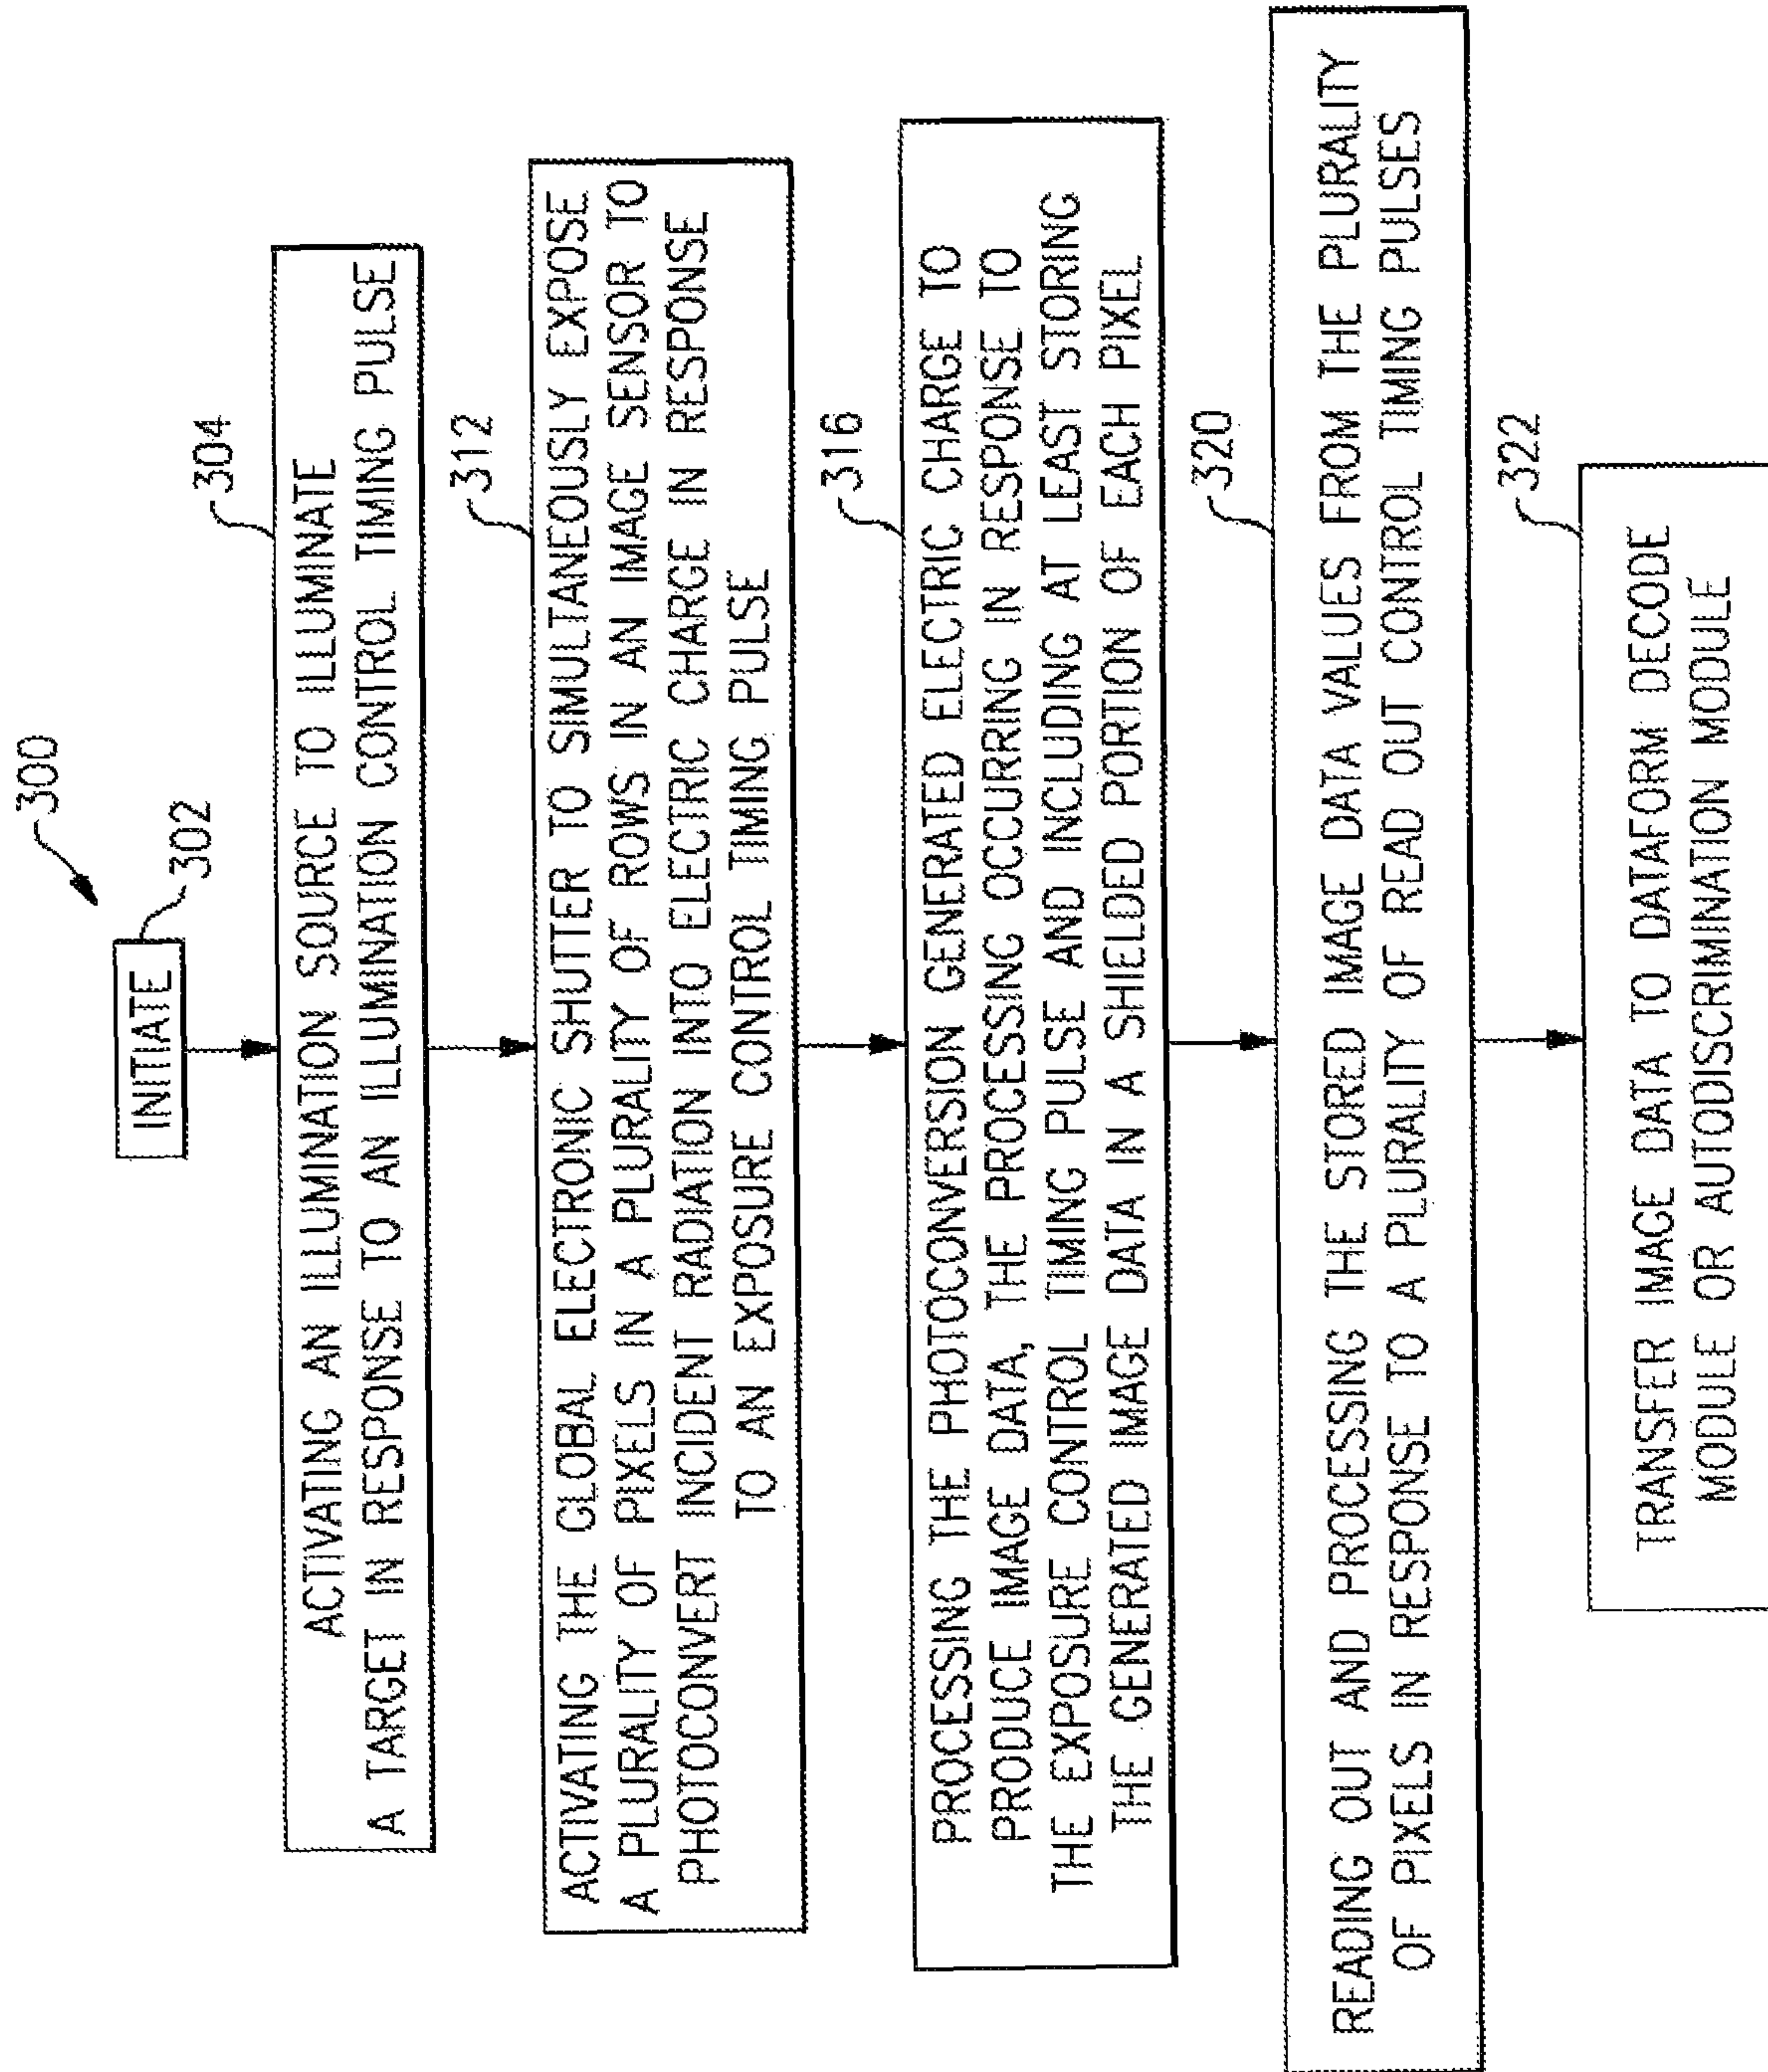 300
INITIATE
302
304
ACTIVATING AN ILLUMINATION SOURCE TO ILLUMINATE
A TARGET IN RESPONSE TO AN ILLUMINATION CONTROL TIMING PULSE
312
ACTIVATING THE GLOBAL ELECTRONIC SHUTTER TO SIMULTANEOUSLY EXPOSE
A PLURALITY OF PIXELS IN A PLURALITY OF ROWS IN AN IMAGE SENSOR TO
PHOTOCONVERT INCIDENT RADIATION INTO ELECTRIC CHARGE IN RESPONSE
TO AN EXPOSURE CONTROL TIMING PULSE
316
PROCESSING THE PHOTOCONVERSION GENERATED ELECTRIC CHARGE TO
PRODUCE IMAGE DATA, THE PROCESSING OCCURRING IN RESPONSE TO
THE EXPOSURE CONTROL TIMING PULSE AND INCLUDING AT LEAST STORING
THE GENERATED IMAGE DATA IN A SHIELDED PORTION OF EACH PIXEL
320
READING OUT AND PROCESSING THE STORED IMAGE DATA VALUES FROM THE PLURALITY
OF PIXELS IN RESPONSE TO A PLURALITY OF READ OUT CONTROL TIMING PULSES
322
TRANSFER IMAGE DATA TO DATAFORM DECODE
MODULE OR AUTODISCRIMINATION MODULE